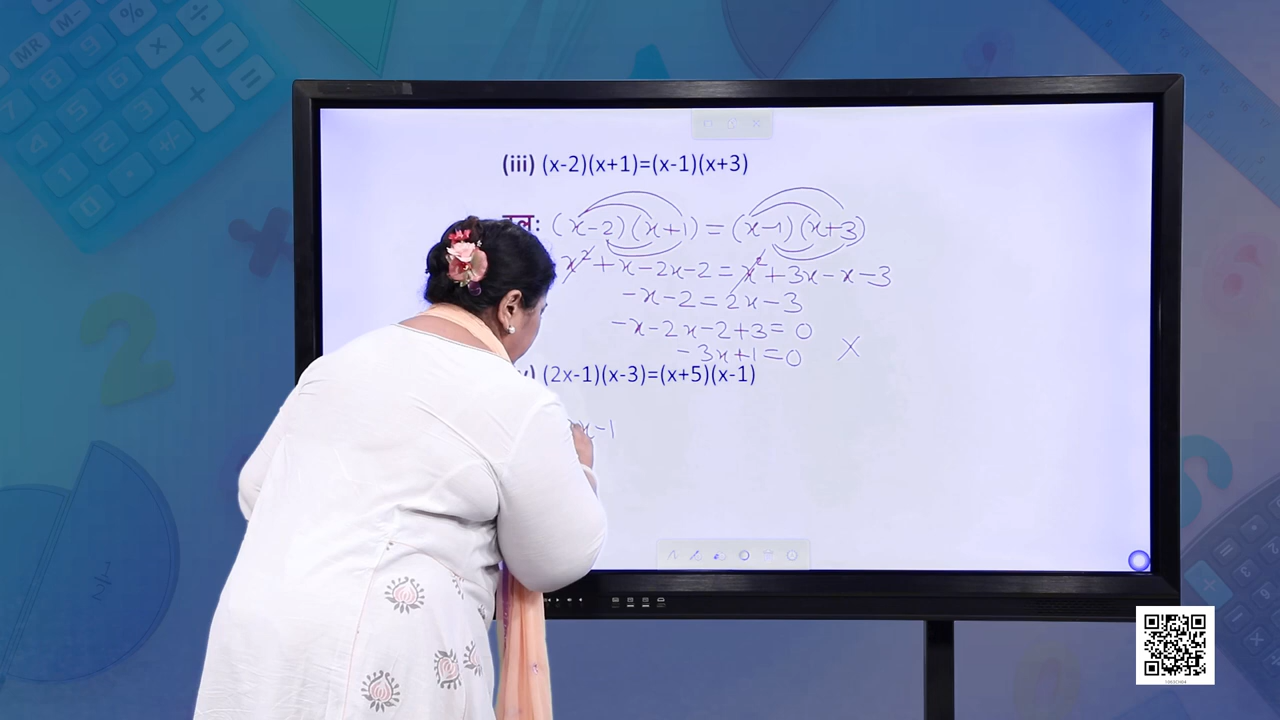 (iii) (x-2)(x+1)=(x-1)(x+3)
(x-2)(x+1) = (x-1)(x+3)
x²+x-2x-2=x²+3x-x-3
-x-2=2x-3
-x-2x-2+3=0
-3x+1=0 X
(2x-1)(x-3)=(x+5)(x-1)
x-1